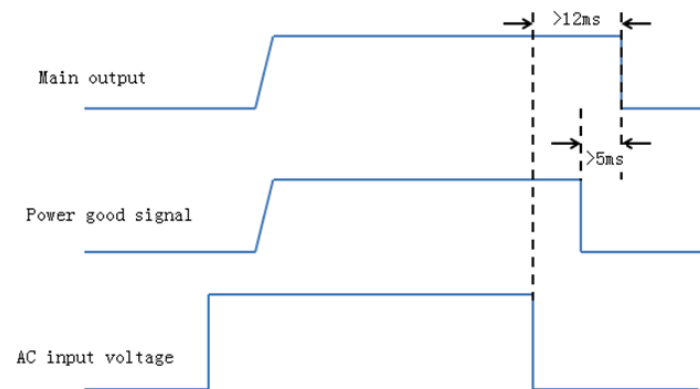 >12ms
Main output
>5ms
Power good signal
AC input voltage